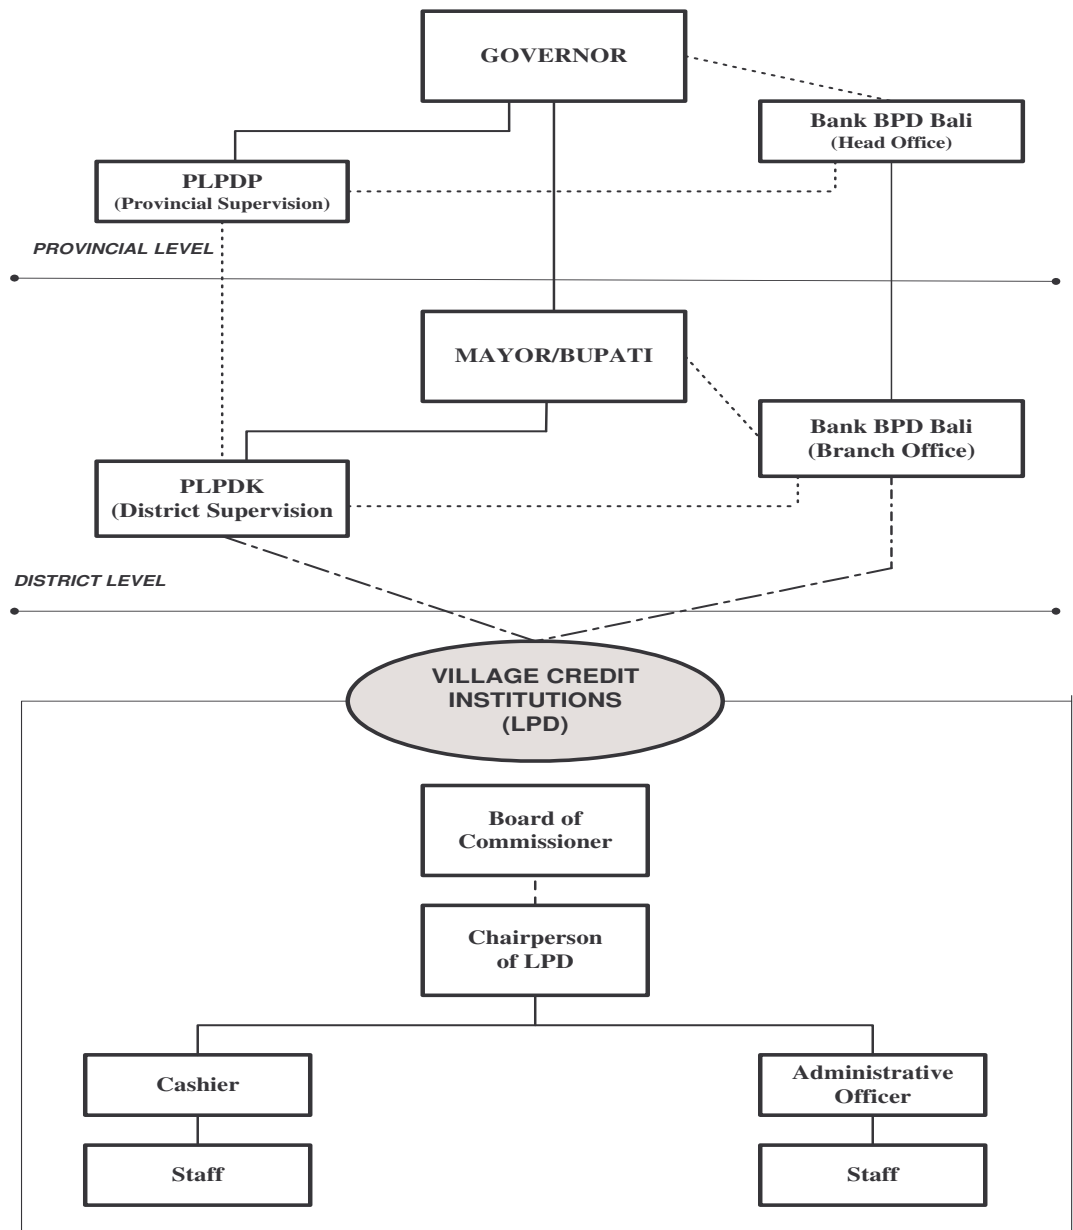 GOVERNOR
Bank BPD Bali
(Head Office)
PLPDP
(Provincial Supervision)
PROVINCIAL LEVEL
MAYOR/BUPATI
Bank BPD Bali
(Branch Office)
PLPDK
(District Supervision
DISTRICT LEVEL
VILLAGE CREDIT
INSTITUTIONS
(LPD)
Board of
Commissioner
Chairperson
of LPD
Cashier
Administrative
Officer
Staff
Staff